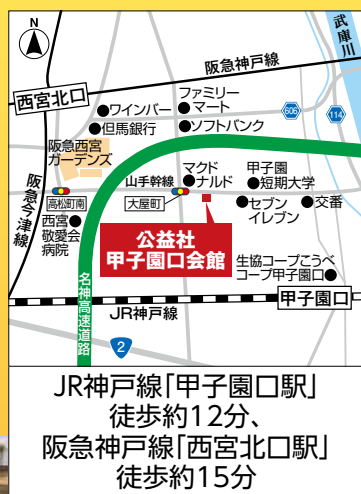 N
武庫川
阪急神戸線
西宮北口
ファミリー
マート
ワインバー
但馬銀行
ソフトバンク
606
114
阪急西宮
ガーデンズ
阪急今津線
山手幹線
マクド
ナルド
甲子園
短期大学
高松町南
大屋町
セブン
イレブン
交番
西宮
敬愛会
病院
公益社
甲子園口会館
生協コープこうべ
コープ甲子園口
名神高速道路
甲子園口
JR神戸線
2
JR神戸線「甲子園口駅」
徒歩約12分、
阪急神戸線「西宮北口駅」
徒歩約15分